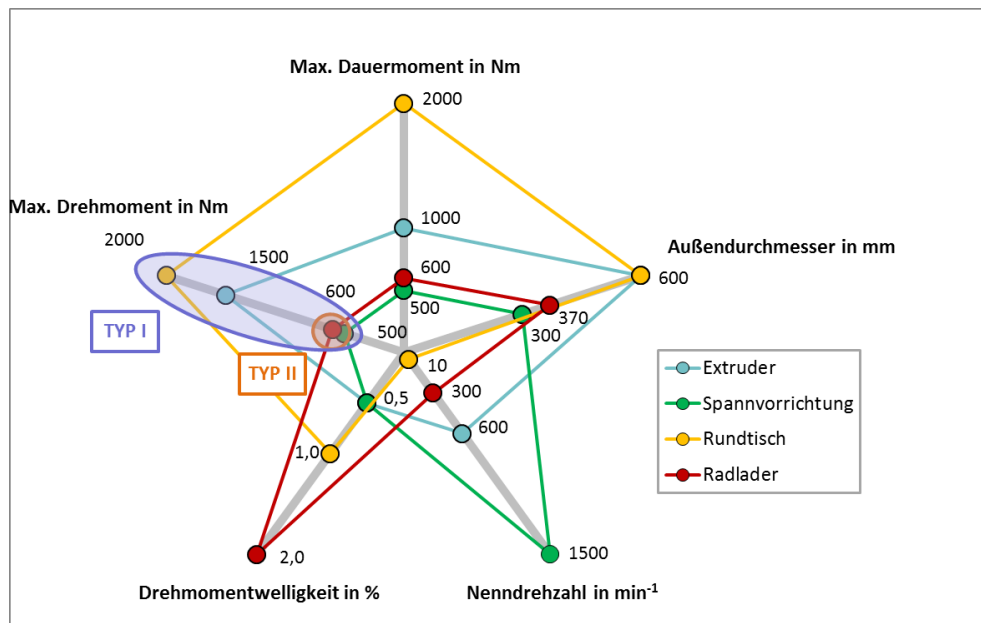 Max. Dauermoment in Nm
2000
Max. Drehmoment in Nm
2000
1500
1000
Außendurchmesser in mm
600
600
600
370
TYP I
500
300
500
TYP II
10
300
0,5
600
1,0
Extruder
Spannvorrichtung
Rundtisch
Radlader
2,0
1500
Drehmomentwelligkeit in %
Nenndrehzahl in min⁻¹